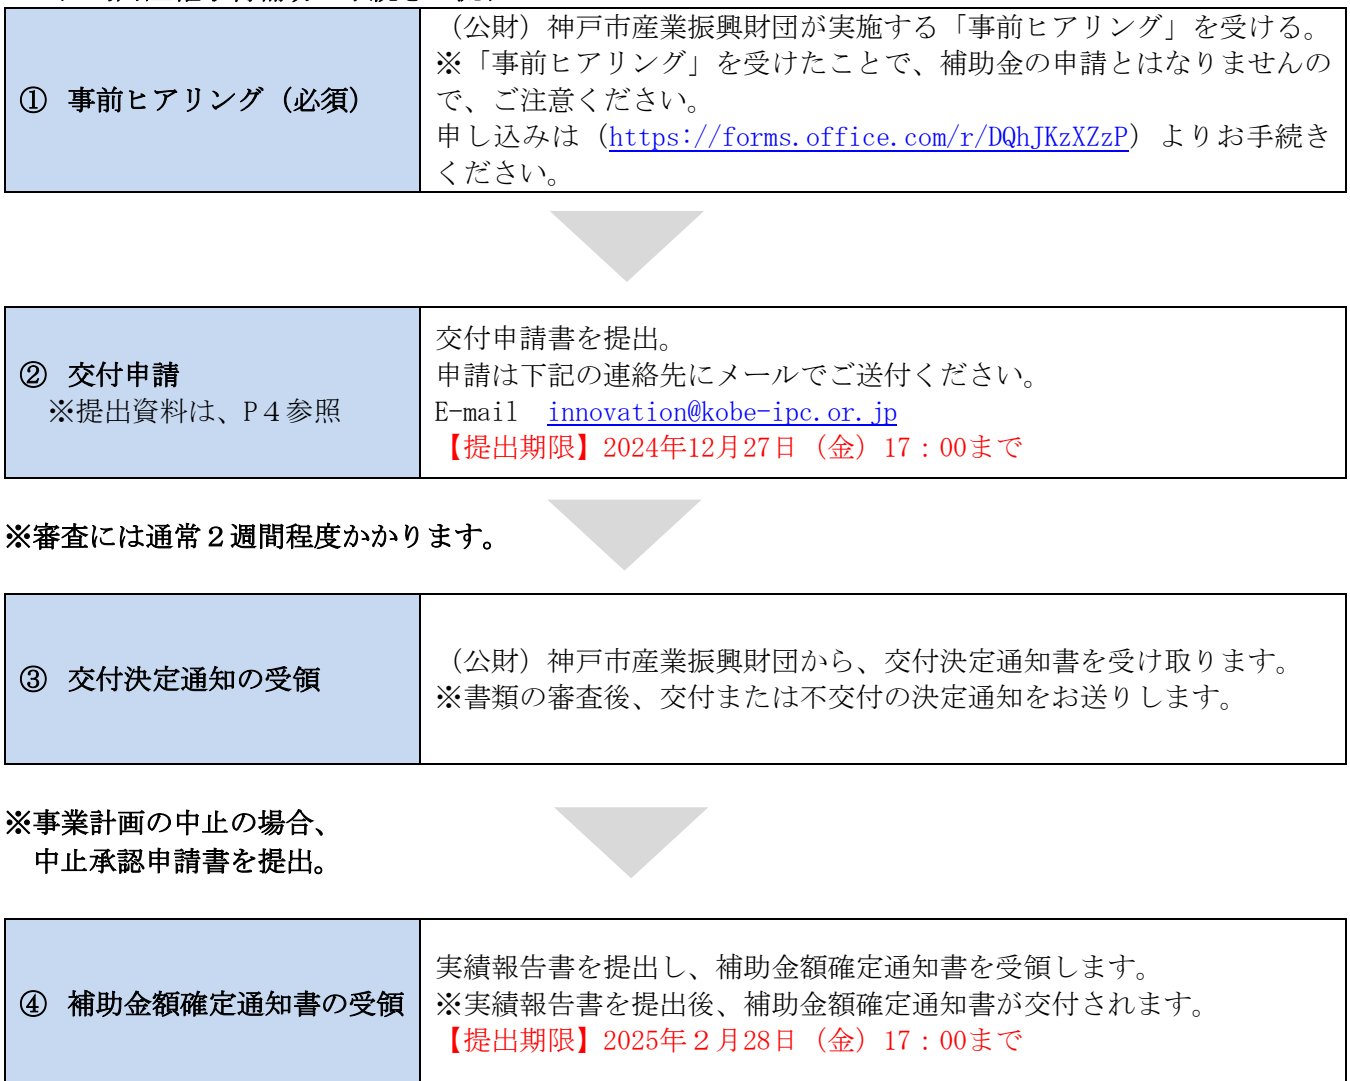 （公財）神戸市産業振興財団が実施する「事前ヒアリング」を受ける。
※「事前ヒアリング」を受けたことで、補助金の申請とはなりませんの
で、ご注意ください。
申し込みは（https://forms.office.com/r/DQhJKzXZzP）よりお手続き
ください。
① 事前ヒアリング（必須）
② 交付申請
※提出資料は、P４参照
交付申請書を提出。
申請は下記の連絡先にメールでご送付ください。
E-mail　innovation@kobe-ipc.or.jp
【提出期限】2024年12月27日（金）17：00まで
※審査には通常２週間程度かかります。
③ 交付決定通知の受領
（公財）神戸市産業振興財団から、交付決定通知書を受け取ります。
※書類の審査後、交付または不交付の決定通知をお送りします。
※事業計画の中止の場合、
中止承認申請書を提出。
④ 補助金額確定通知書の受領
実績報告書を提出し、補助金額確定通知書を受領します。
※実績報告書を提出後、補助金額確定通知書が交付されます。
【提出期限】2025年２月28日（金）17：00まで